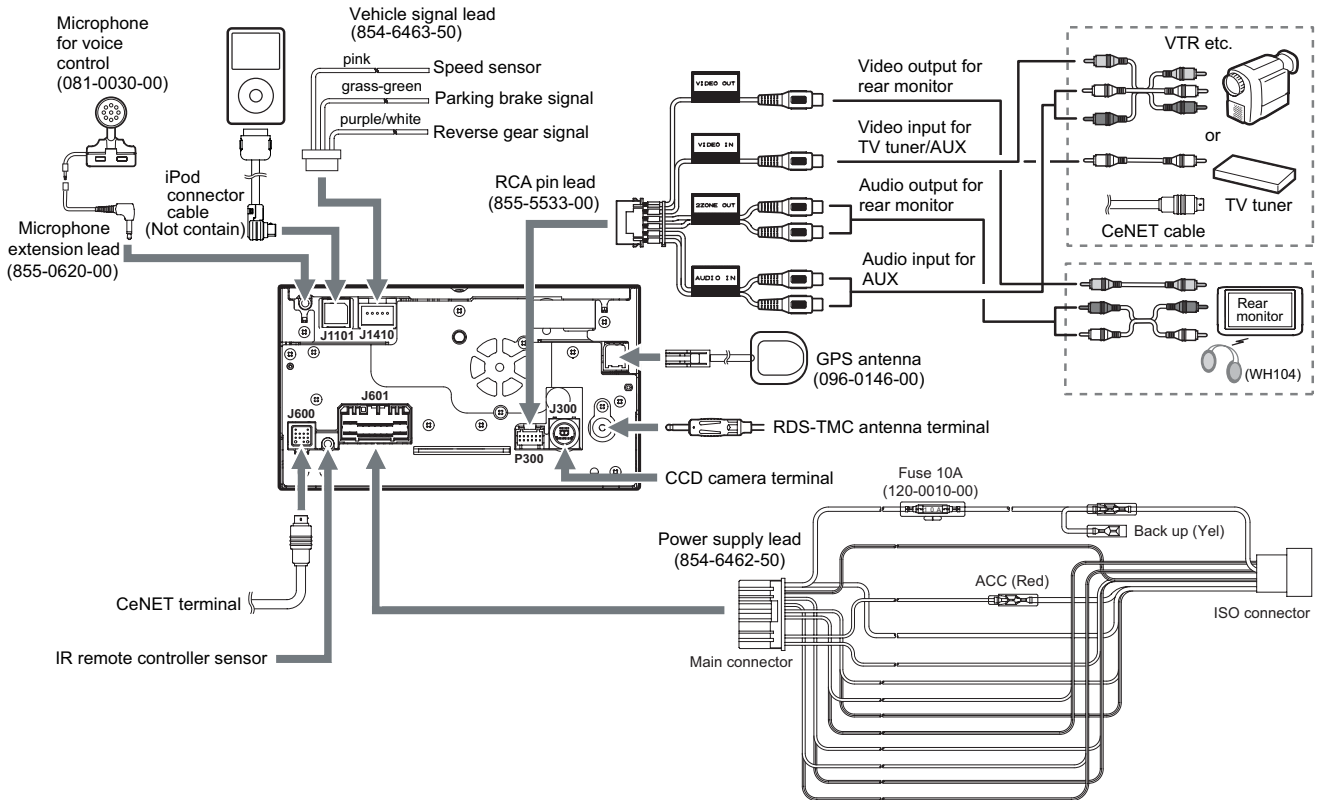 Microphone
for voice
control
(081-0030-00)
Vehicle signal lead
(854-6463-50)
pink
Speed sensor
grass-green
Parking brake signal
purple/white
Reverse gear signal
iPod
connector
cable
(Not contain)
Microphone
extension lead
(855-0620-00)
RCA pin lead
(855-5533-00)
VIDEO OUT
VIDEO IN
2ZONE OUT
AUDIO IN
Video output for
rear monitor
Video input for
TV tuner/AUX
Audio output for
rear monitor
Audio input for
AUX
VTR etc.
or
TV tuner
CeNET cable
Rear
monitor
(WH104)
J1101
J1410
GPS antenna
(096-0146-00)
J600
J601
J300
P300
RDS-TMC antenna terminal
CCD camera terminal
CeNET terminal
IR remote controller sensor
Fuse 10A
(120-0010-00)
10A
Back up (Yel)
Power supply lead
(854-6462-50)
ACC (Red)
ISO connector
Main connector